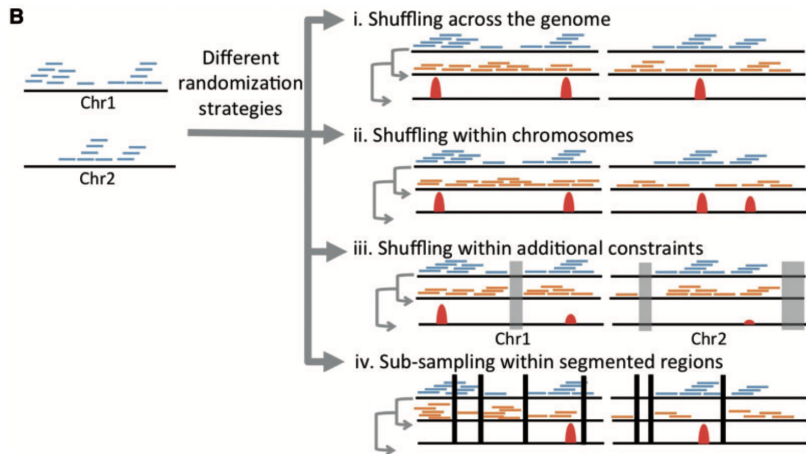 B
i. Shuffling across the genome
Different
randomization
strategies
Chr1
ii. Shuffling within chromosomes
Chr2
iii. Shuffling within additional constraints
Chr1 Chr2
iv. Sub-sampling within segmented regions